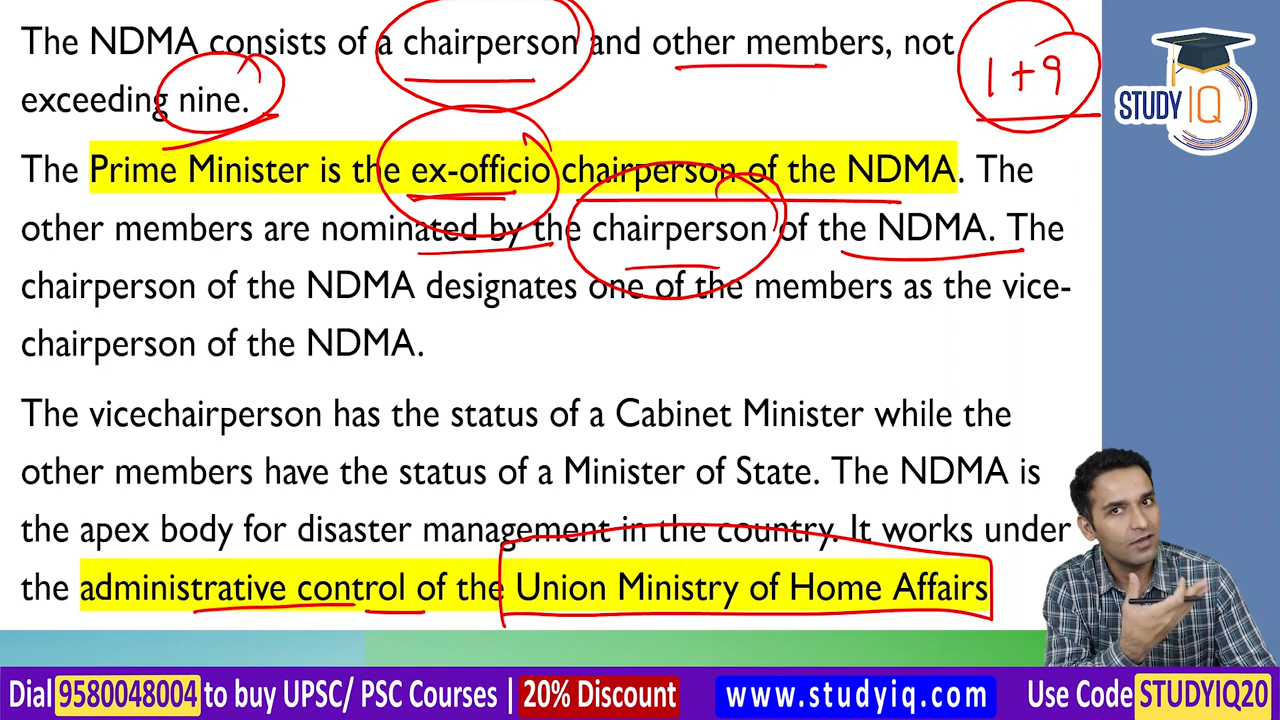 The NDMA consists of a chairperson and other members, not
exceeding nine.
1+9
STUDY IQ
The Prime Minister is the ex-officio chairperson of the NDMA. The
other members are nominated by the chairperson of the NDMA. The
chairperson of the NDMA designates one of the members as the vice-
chairperson of the NDMA.
The vicechairperson has the status of a Cabinet Minister while the
other members have the status of a Minister of State. The NDMA is
the apex body for disaster management in the country. It works under
the administrative control of the Union Ministry of Home Affairs
Dial 9580048004 to buy UPSC/ PSC Courses | 20% Discount www.studyiq.com Use Code STUDYIQ20